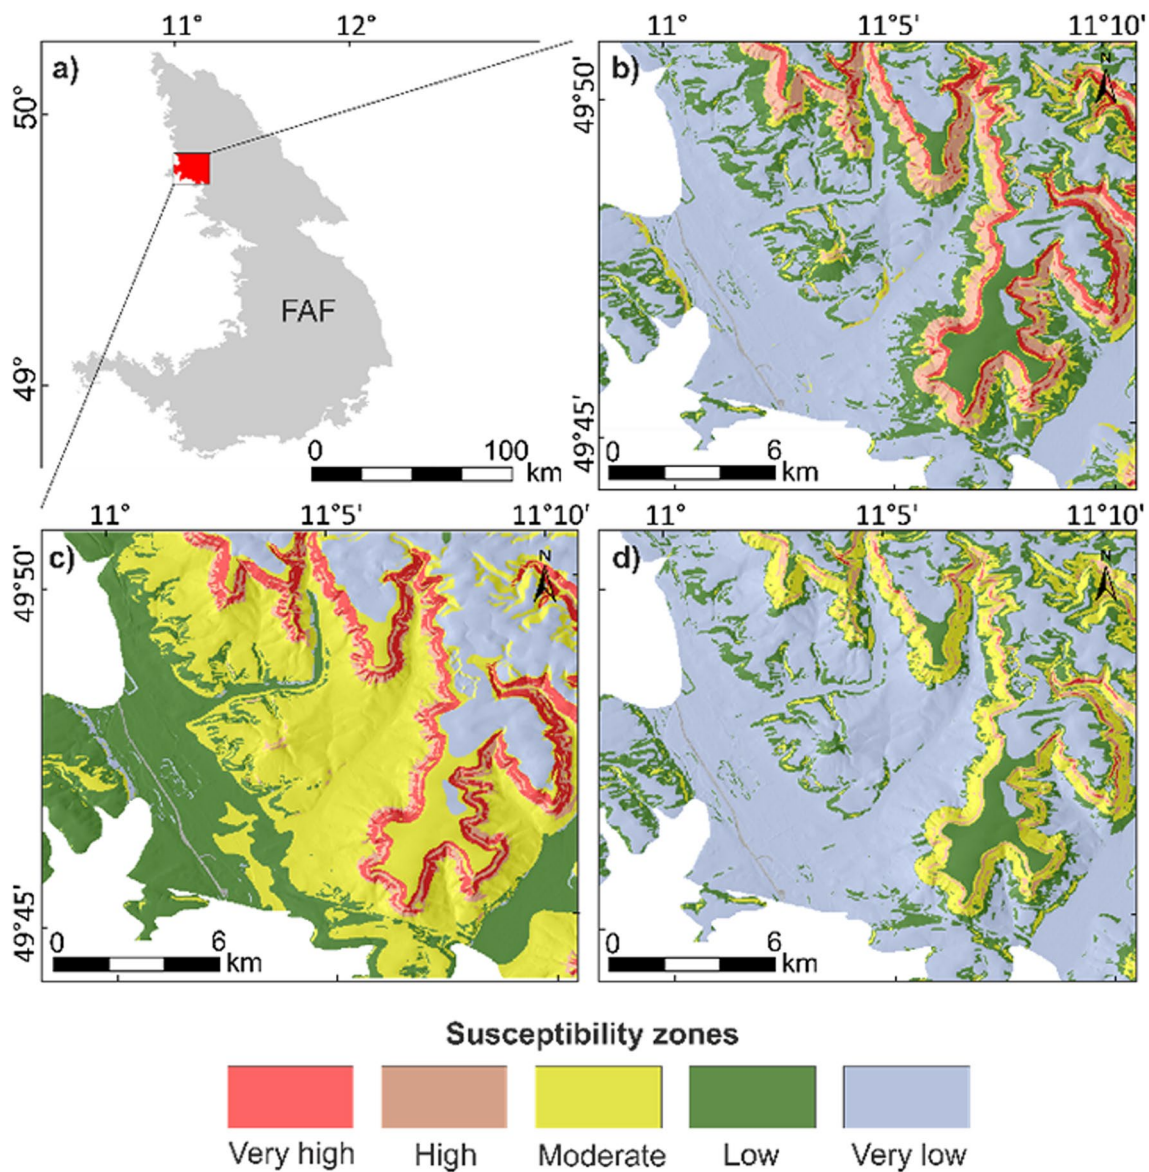 11° 12°
a)
50°
49°
FAF
0 100
km
11° 11°5' 11°10'
b)
N
49°50'
49°45'
0 6
km
11° 11°5' 11°10'
c)
N
49°50'
49°45'
0 6
km
11° 11°5' 11°10'
d)
N
0 6
km
Susceptibility zones
Very high High Moderate Low Very low